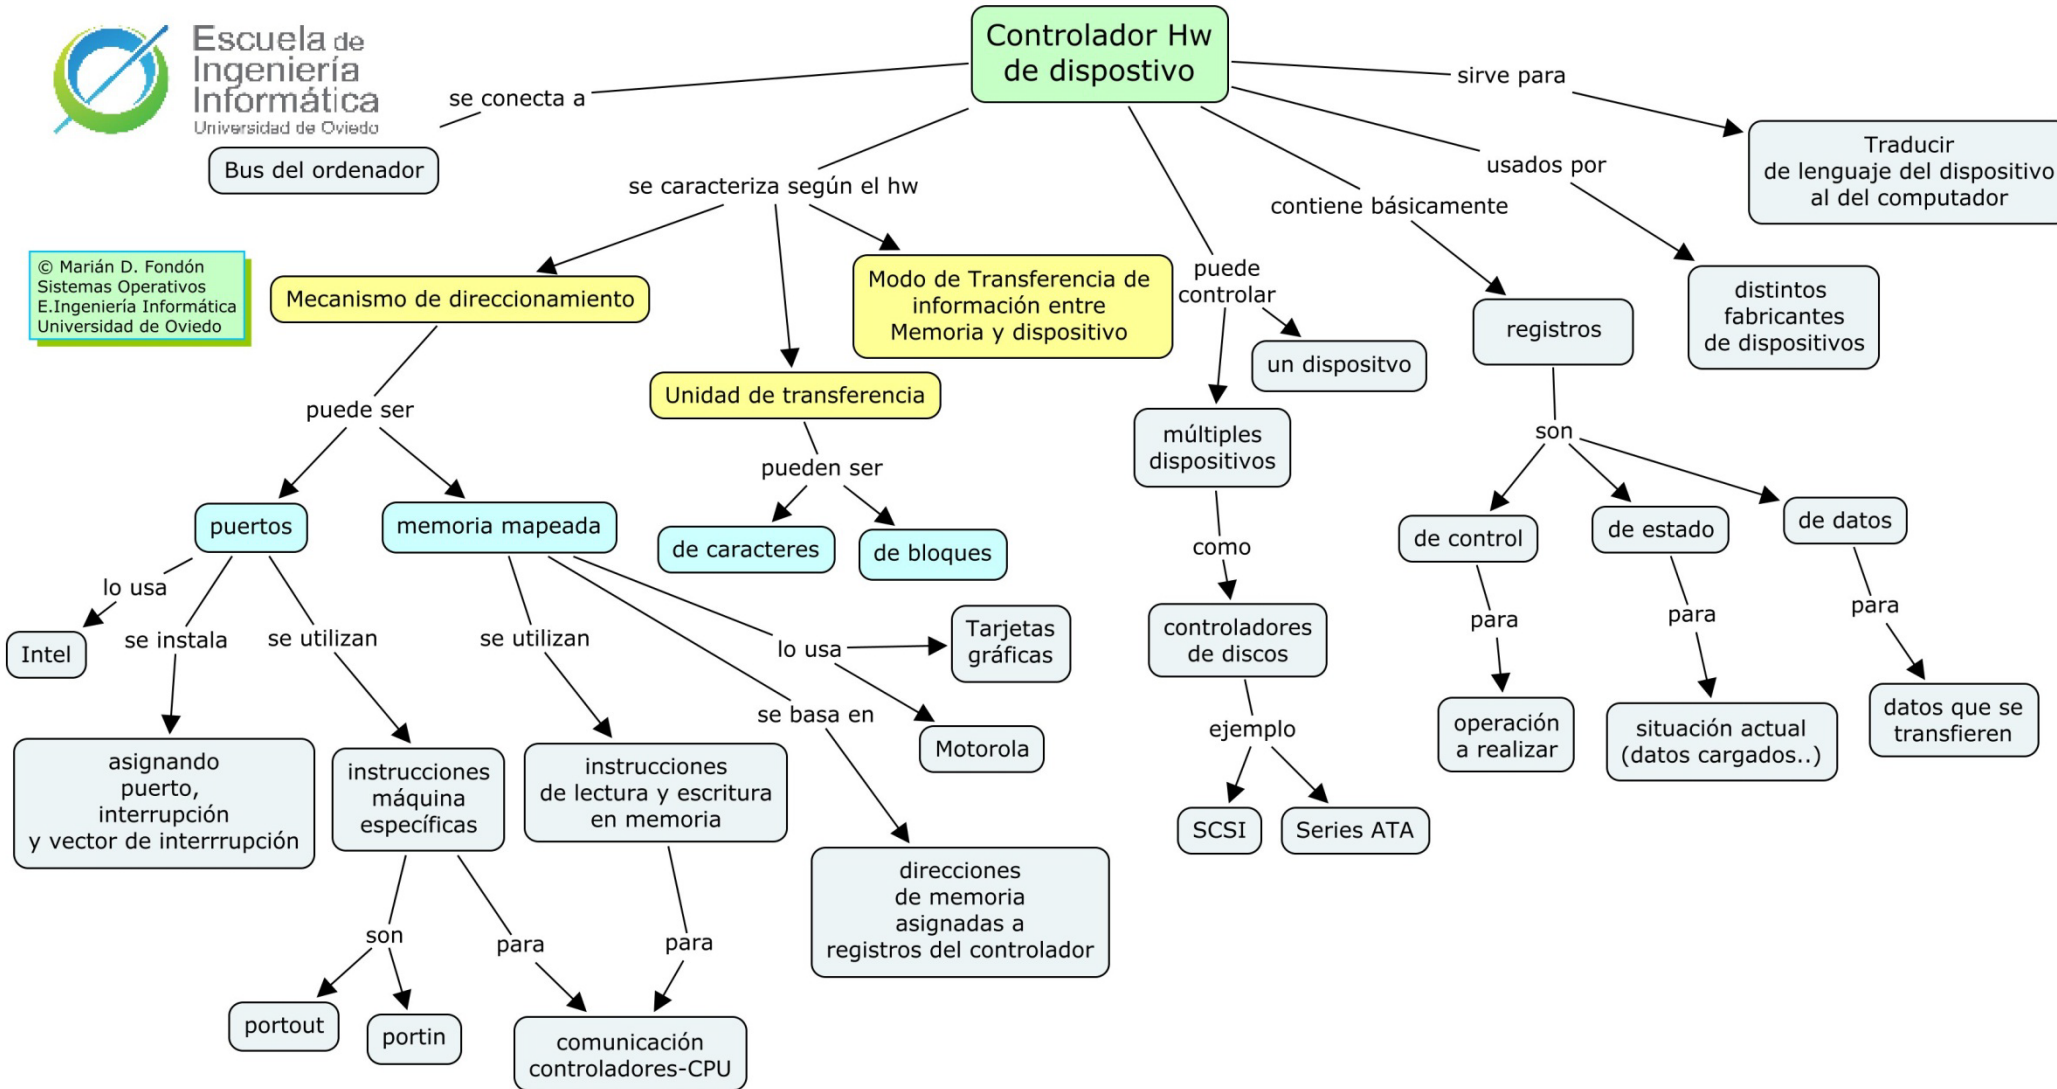 Escuela de
Ingeniería
Informática
Universidad de Oviedo
Controlador Hw
de dispostivo
se conecta a
sirve para
Bus del ordenador
se caracteriza según el hw
usados por
Traducir
de lenguaje del dispositivo
al del computador
contiene básicamente
© Marián D. Fondón
Sistemas Operativos
E.Ingeniería Informática
Universidad de Oviedo
Mecanismo de direccionamiento
Modo de Transferencia de
información entre
Memoria y dispositivo
puede
controlar
distintos
fabricantes
de dispositivos
registros
un dispositvo
Unidad de transferencia
puede ser
múltiples
dispositivos
son
pueden ser
puertos
memoria mapeada
de caracteres
de bloques
como
de control
de estado
de datos
lo usa
Intel
se instala
se utilizan
se utilizan
lo usa
Tarjetas
gráficas
controladores
de discos
para
para
para
se basa en
Motorola
ejemplo
operación
a realizar
situación actual
(datos cargados..)
datos que se
transfieren
asignando
puerto,
interrupción
y vector de interrrupción
instrucciones
máquina
específicas
instrucciones
de lectura y escritura
en memoria
SCSI
Series ATA
direcciones
de memoria
asignadas a
registros del controlador
son
para
para
portout
portin
comunicación
controladores-CPU